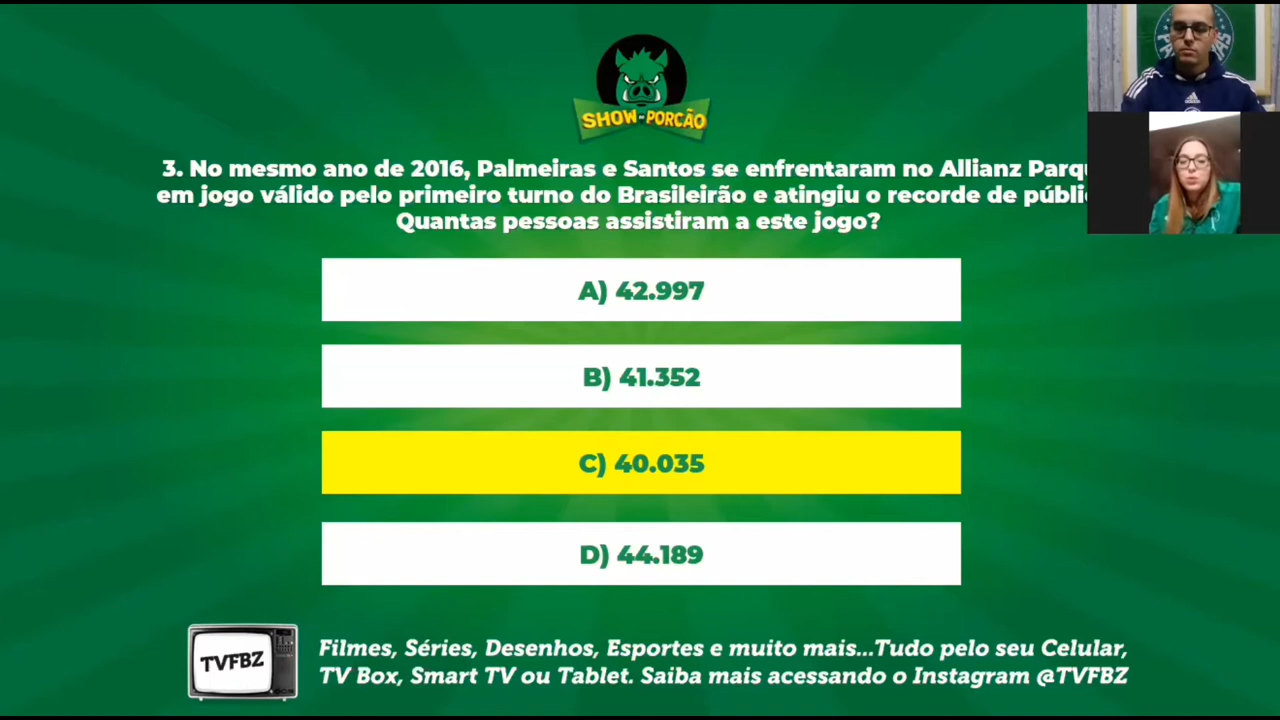 SHOW DO PORCÃO
3. No mesmo ano de 2016, Palmeiras e Santos se enfrentaram no Allianz Parqu
em jogo válido pelo primeiro turno do Brasileirão e atingiu o recorde de públi
Quantas pessoas assistiram a este jogo?
A) 42.997
B) 41.352
C) 40.035
D) 44.189
TVFBZ
Filmes, Séries, Desenhos, Esportes e muito mais...Tudo pelo seu Celular,
TV Box, Smart TV ou Tablet. Saiba mais acessando o Instagram @TVFBZ